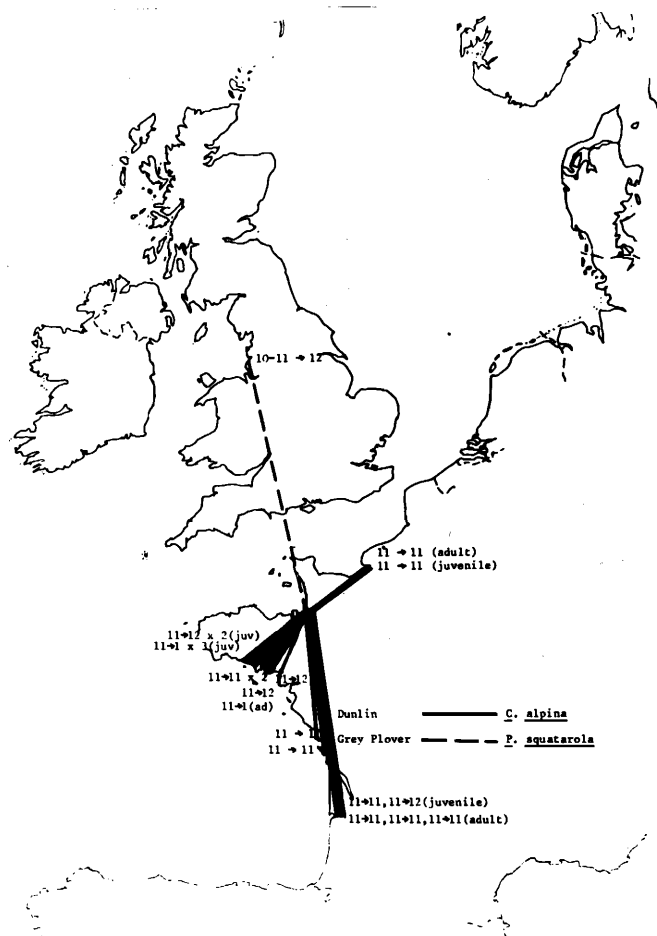 10-11 → 12
11 → 11 (adult)
11 → 11 (juvenile)
11→12 x 2(juv)
11→1 x 3(juv)
11→11 x 2
11→12
11→12
11→1(ad)
Dunlin C. alpina
11 →
Grey Plover P. squatarola
11 → 11
11→11,11→12(juvenile)
11→11,11→11,11→11(adult)